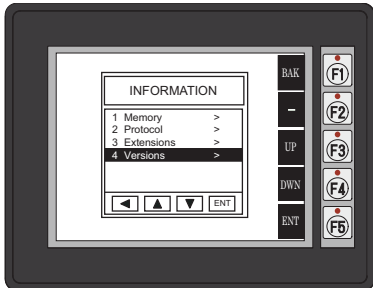 INFORMATION
1 Memory >
2 Protocol >
3 Extensions >
4 Versions >
ENT
BAK
–
UP
DWN
ENT
F1
F2
F3
F4
F5